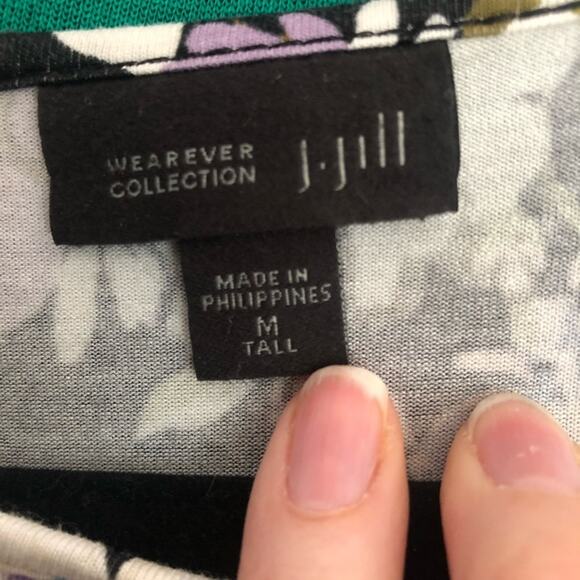 WEAREVER
COLLECTION
J.Jill
MADE IN
PHILIPPINES
M
TALL